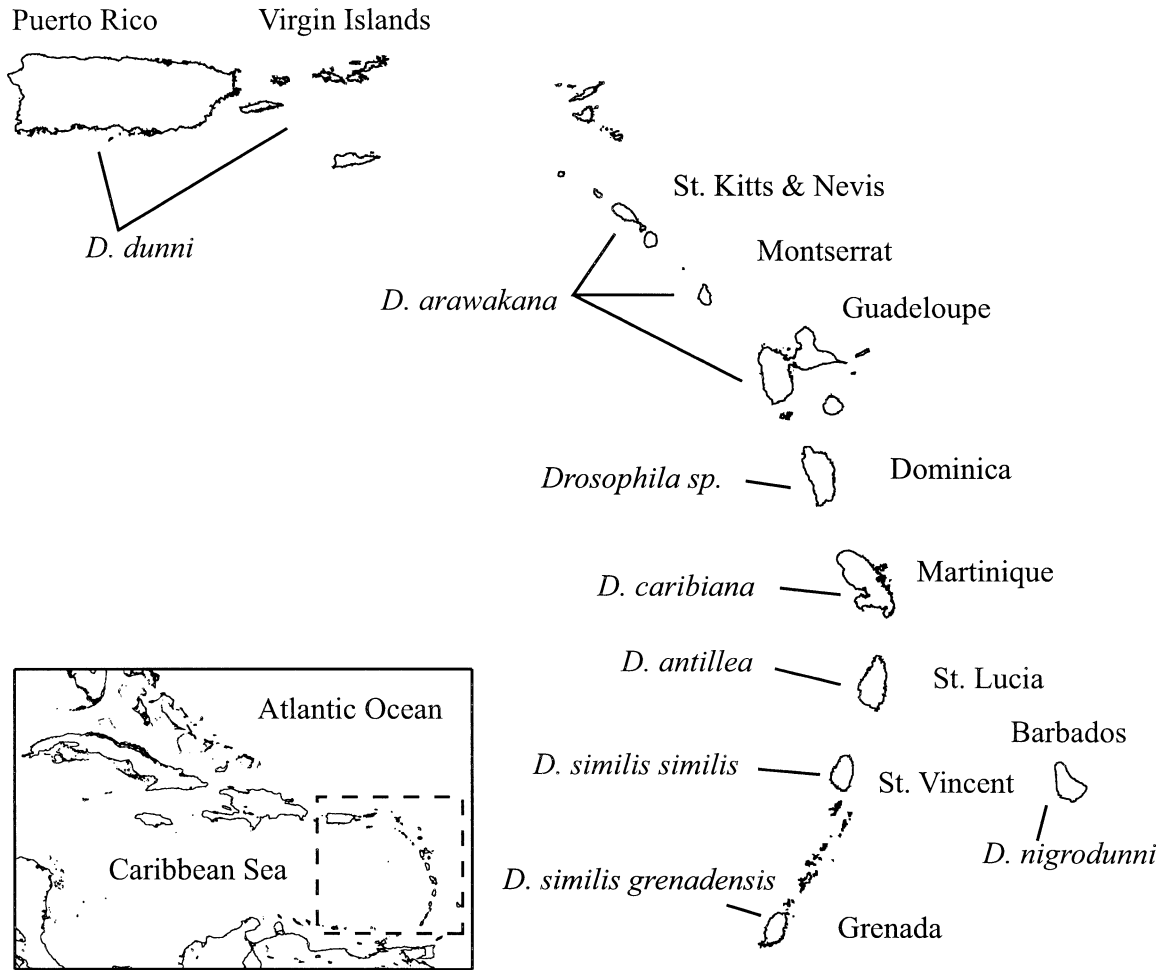 Puerto Rico
Virgin Islands
St. Kitts & Nevis
D. dunni
Montserrat
D. arawakana
Guadeloupe
Drosophila sp.
Dominica
Martinique
D. caribiana
D. antillea
St. Lucia
Atlantic Ocean
Barbados
D. similis similis
St. Vincent
D. nigrodunni
Caribbean Sea
D. similis grenadensis
Grenada